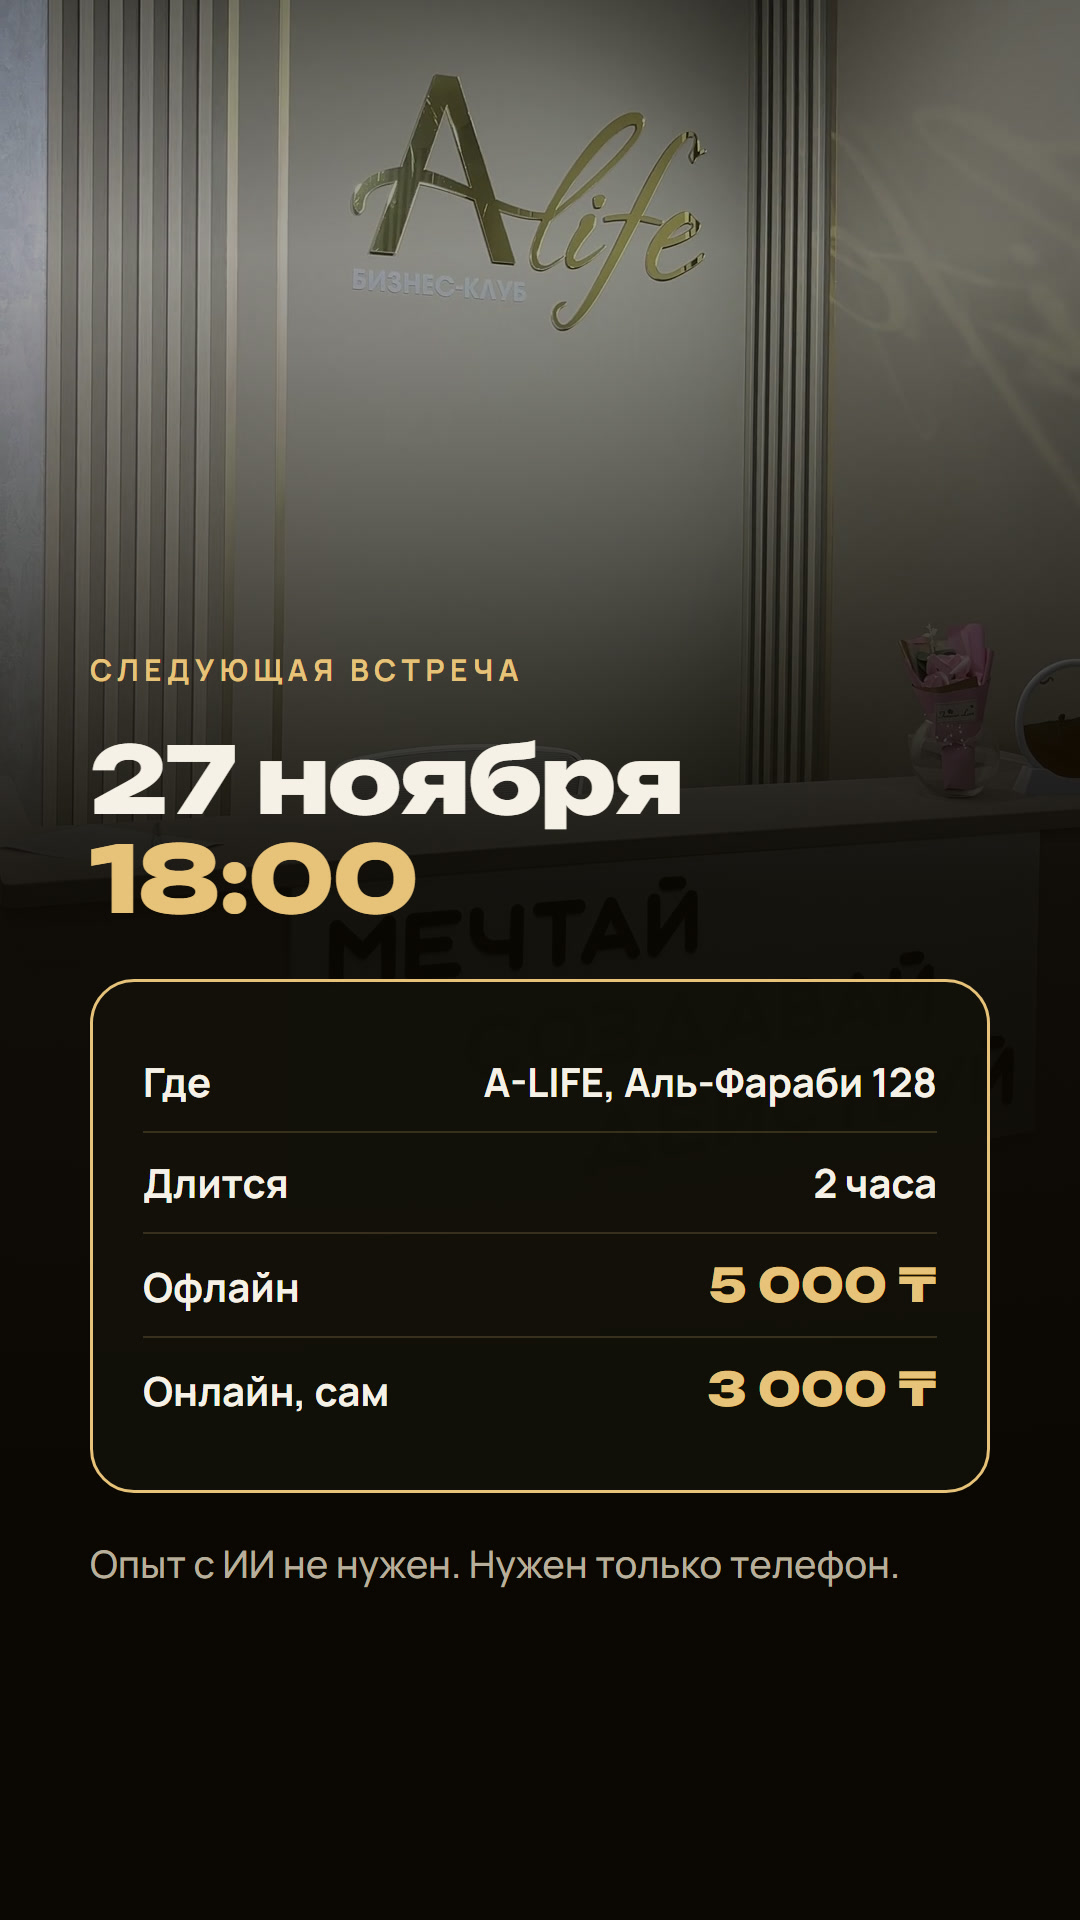 Alife
БИЗНЕС-КЛУБ
СЛЕДУЮЩАЯ ВСТРЕЧА
27 ноября
18:00
МЕЧТАЙ
СОЗДАВАЙ
Где A-LIFE, Аль-Фараби 128
Длится 2 часа
Офлайн 5 000 ₸
Онлайн, сам 3 000 ₸
Опыт с ИИ не нужен. Нужен только телефон.